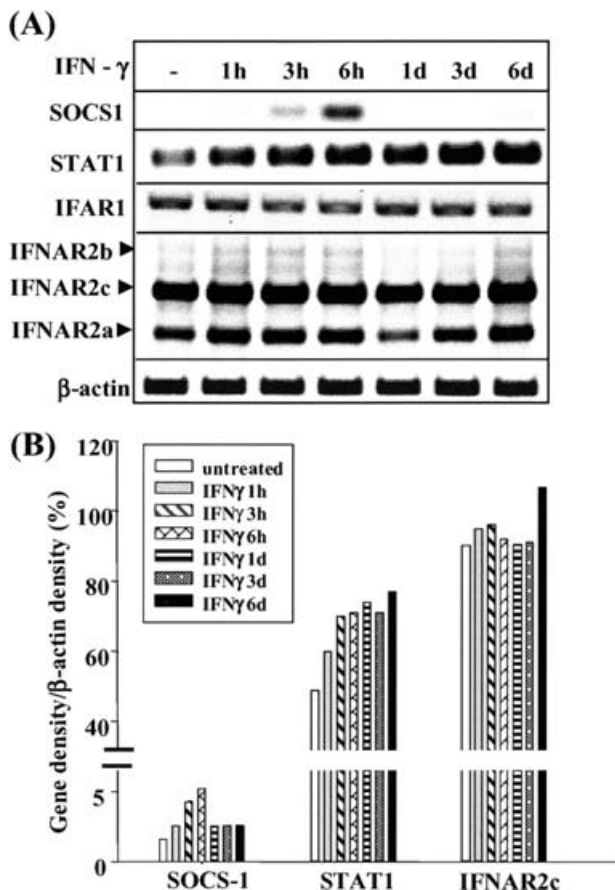 (A)
IFN - γ - 1h 3h 6h 1d 3d 6d
SOCS1
STAT1
IFAR1
IFNAR2b
IFNAR2c
IFNAR2a
β-actin
(B)
Gene density/β-actin density (%)
120
100
80
60
40
5
0
untreated
IFNγ 1h
IFNγ 3h
IFNγ 6h
IFNγ 1d
IFNγ 3d
IFNγ 6d
SOCS-1 STAT1 IFNAR2c